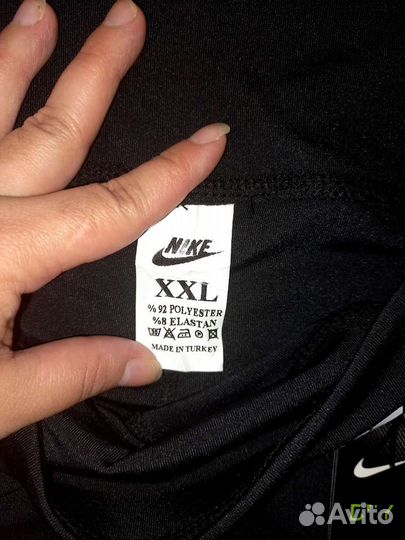 NIKE
XXL
%92 POLYESTER
%8 ELASTAN
MADE IN TURKEY
Avito